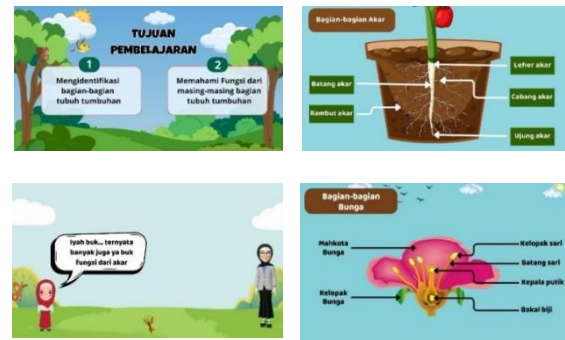 TUJUAN
PEMBELAJARAN
1
2
Mengidentifikasi
bagian-bagian
tubuh tumbuhan
Memahami Fungsi dari
masing-masing bagian
tubuh tumbuhan
Bagian-bagian Akar
Leher akar
Batang akar
Cabang akar
Rambut akar
Ujung akar
Iyah buk... ternyata
banyak juga ya buk
fungsi dari akar
Bagian-bagian
Bunga
Mahkota
Bunga
Kelopak sari
Batang sari
Kepala putik
Kelopak
Bunga
Bakal biji